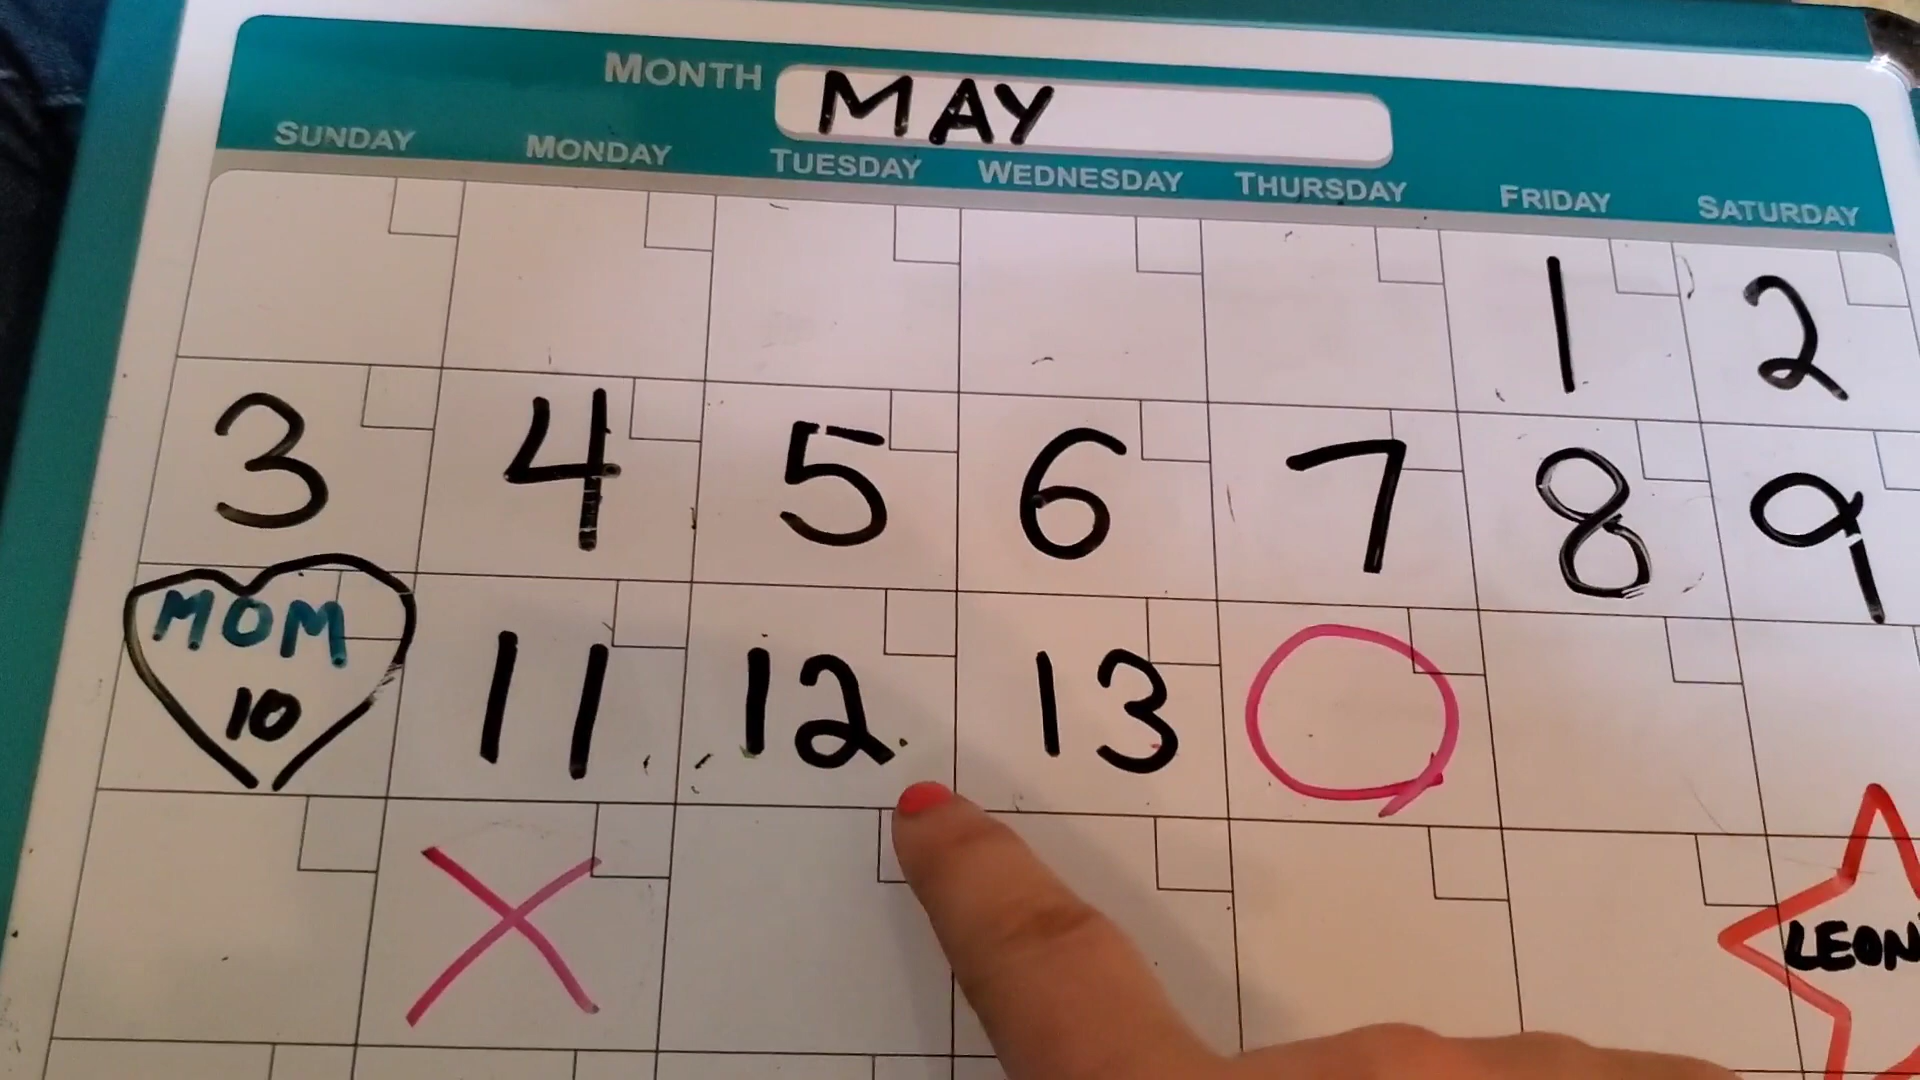 MONTH MAY
SUNDAY MONDAY TUESDAY WEDNESDAY THURSDAY FRIDAY SATURDAY
1 2
3 4 5 6 7 8 9
MOM
10 11 12 13
LEON